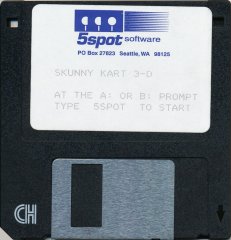 5spot software
PO Box 27823 Seattle, WA 98125
SKUNNY KART 3-D
AT THE A: OR B: PROMPT
TYPE 5SPOT TO START
CH